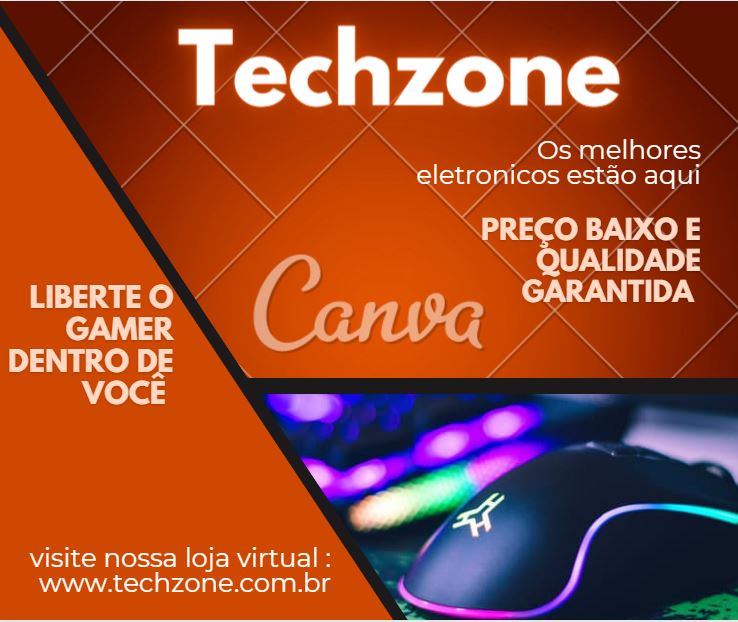 Techzone
Os melhores
eletronicos estão aqui
PREÇO BAIXO E
QUALIDADE
GARANTIDA
Canva
LIBERTE O
GAMER
DENTRO DE
VOCÊ
visite nossa loja virtual :
www.techzone.com.br